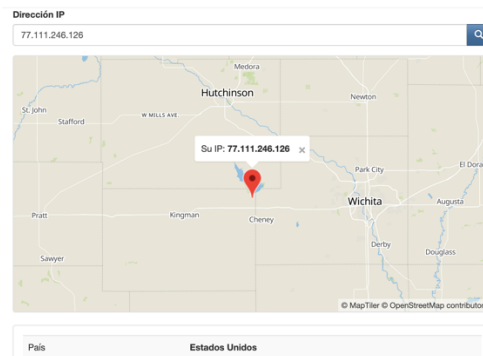 Dirección IP
77.111.246.126
Medora
Hutchinson
Newton
St. John
Stafford
W MILLS AVE
Su IP: 77.111.246.126 ×
Park City
El Dora
Wichita
Augusta
Pratt
Kingman
Cheney
Derby
Douglass
Sawyer
© MapTiler © OpenStreetMap contributor
País Estados Unidos